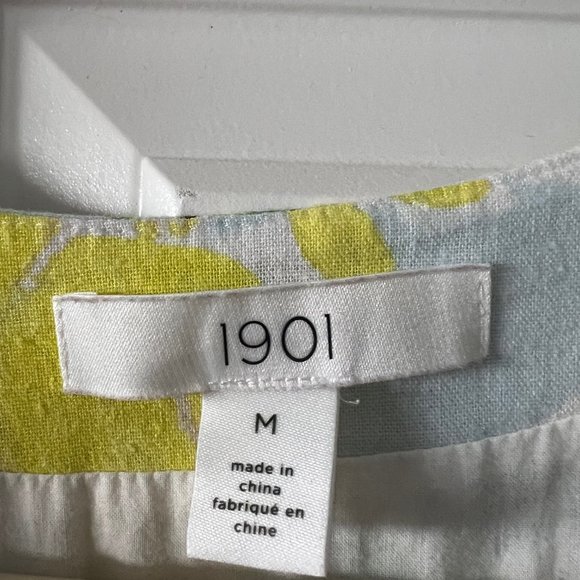 1901
M
made in
china
fabriqué en
chine